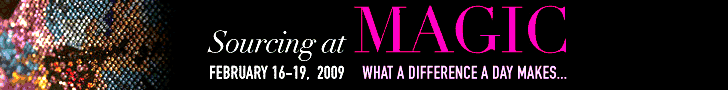 Sourcing at MAGIC
FEBRUARY 16-19, 2009 WHAT A DIFFERENCE A DAY MAKES...